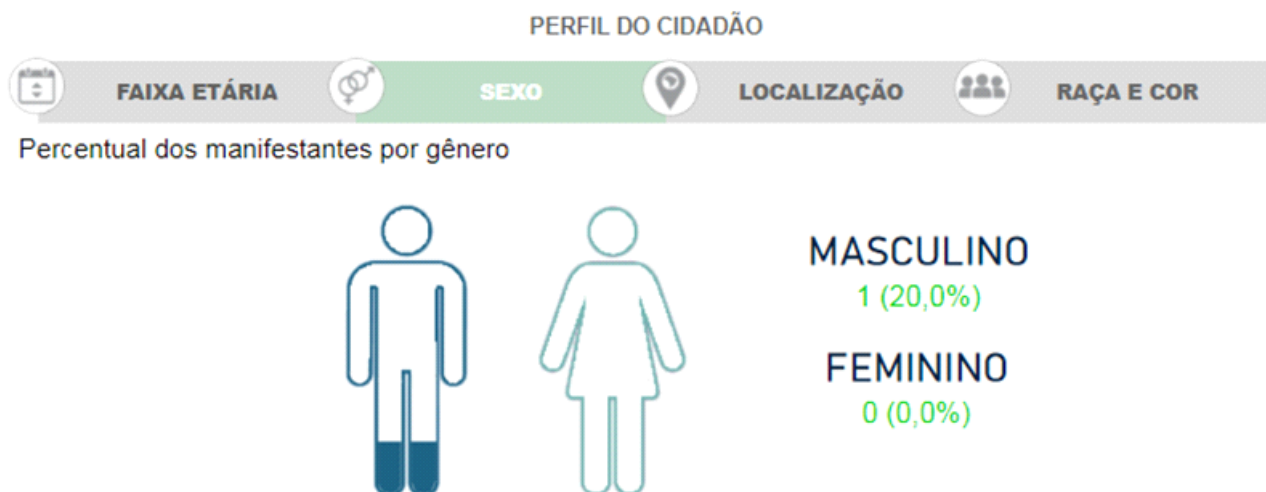 PERFIL DO CIDADÃO
FAIXA ETÁRIA SEXO LOCALIZAÇÃO RAÇA E COR
Percentual dos manifestantes por gênero
MASCULINO
1 (20,0%)
FEMININO
0 (0,0%)